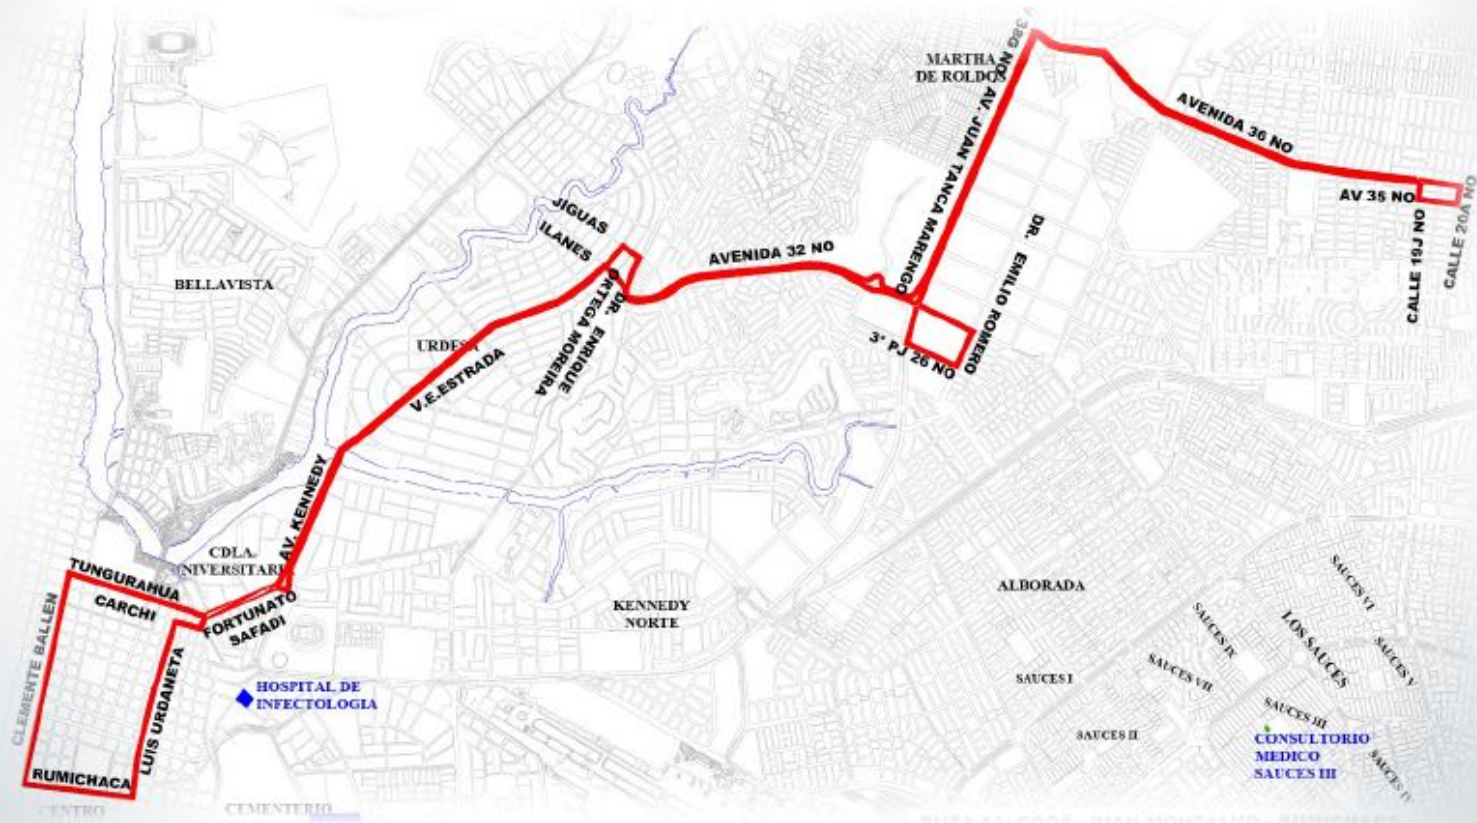 MARTHA
DE ROLDOS
V 38G NO
AV. JUAN TANCA MARENGO
AVENIDA 36 NO
AV 35 NO
CALLE 19J NO
CALLE 20A NO
JIGUAS
ILANES
AVENIDA 32 NO
DR. EMILIO ROMERO
DR. ENRIQUE
ORTEGA MOREIRA
3° PJ 26 NO
BELLAVISTA
URDESA
V.E.ESTRADA
AV. KENNEDY
CDLA.
UNIVERSITARIA
TUNGURAHUA
CARCHI
FORTUNATO
SAFADI
CLEMENTE BALLEN
LUIS URDANETA
RUMICHACA
KENNEDY
NORTE
ALBORADA
HOSPITAL DE
INFECTOLOGIA
SAUCES I
SAUCES II
SAUCES VII
SAUCES IX
LOS SAUCES
SAUCES VI
SAUCES V
SAUCES III
SAUCES IV
CONSULTORIO
MEDICO
SAUCES III
CENTRO
CEMENTERIO